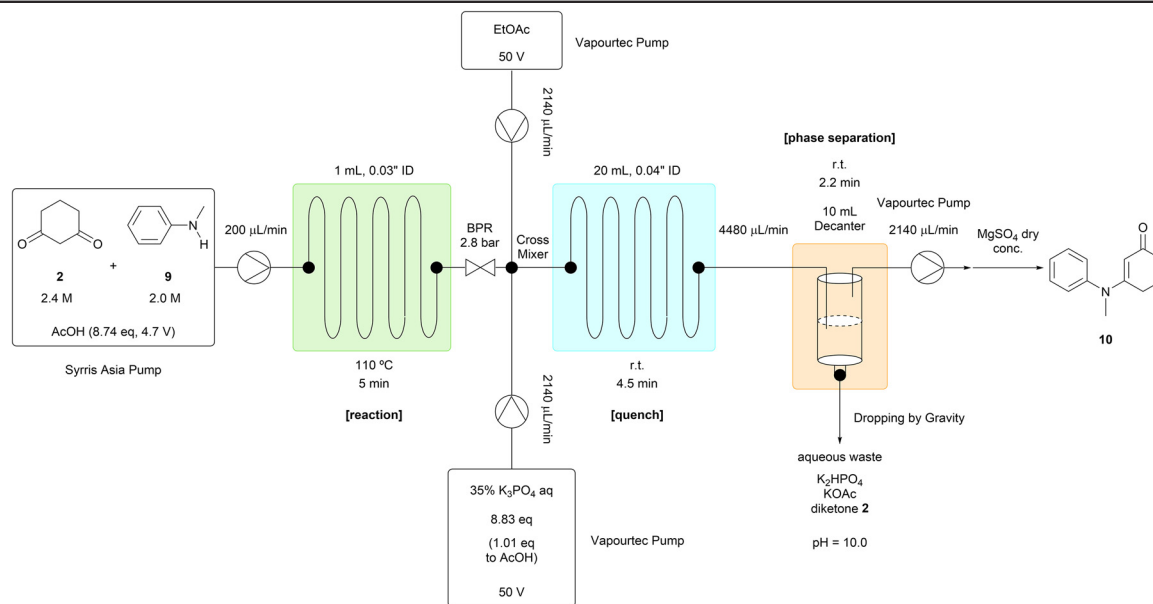 EtOAc
50 V
Vapourtec Pump
2140 μL/min
O
O
N
H
+
2
9
2.4 M
2.0 M
AcOH (8.74 eq, 4.7 V)
Syrris Asia Pump
200 μL/min
1 mL, 0.03" ID
110 ºC
5 min
[reaction]
BPR
2.8 bar
Cross
Mixer
2140 μL/min
35% K₃PO₄ aq
8.83 eq
(1.01 eq
to AcOH)
50 V
Vapourtec Pump
20 mL, 0.04" ID
r.t.
4.5 min
[quench]
4480 μL/min
[phase separation]
r.t.
2.2 min
10 mL
Decanter
Vapourtec Pump
2140 μL/min
MgSO₄ dry
conc.
O
N
10
Dropping by Gravity
aqueous waste
K₂HPO₄
KOAc
diketone 2
pH = 10.0